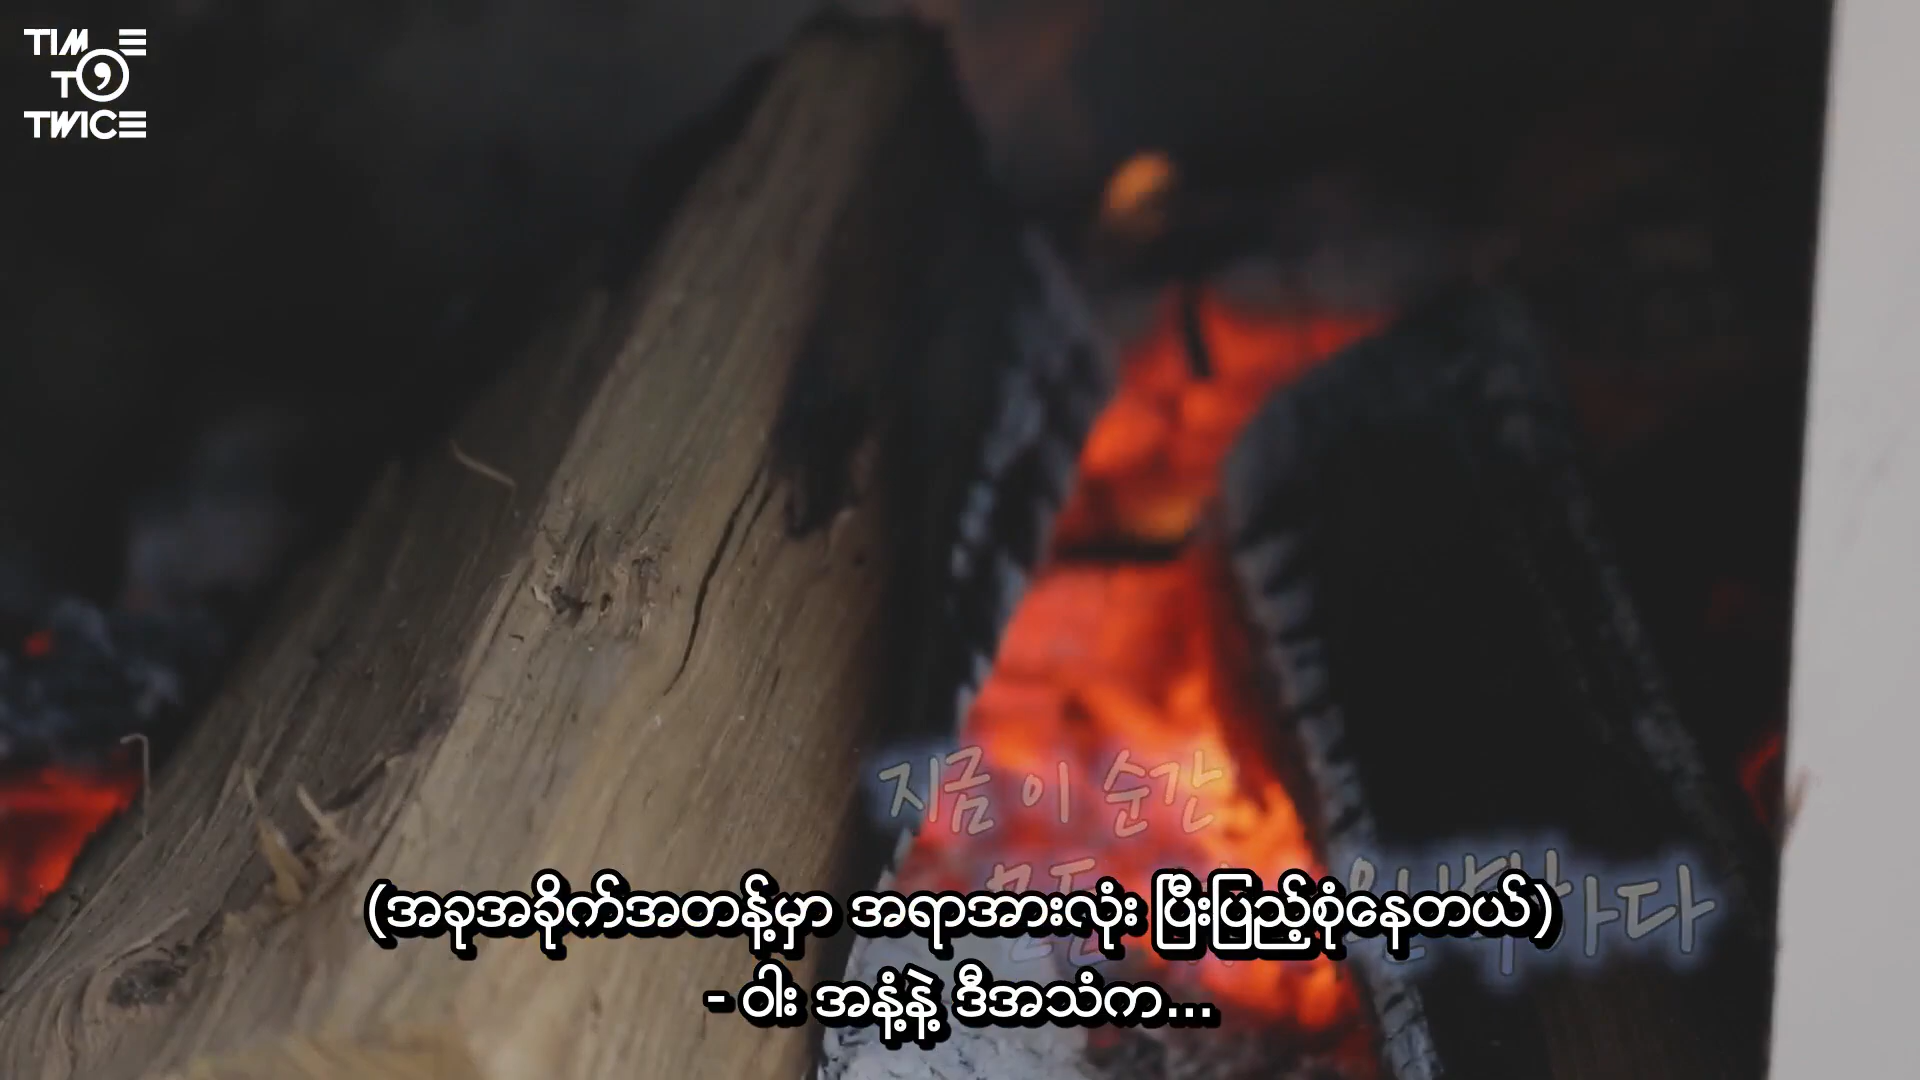 TIME
TO
TWICE
지금 이 순간
(အခုအခိုက်အတန့်မှာ အရာအားလုံး ပြီးပြည့်စုံနေတယ်)
- ဝါး အနံ့နဲ့ ဒီအသံက...